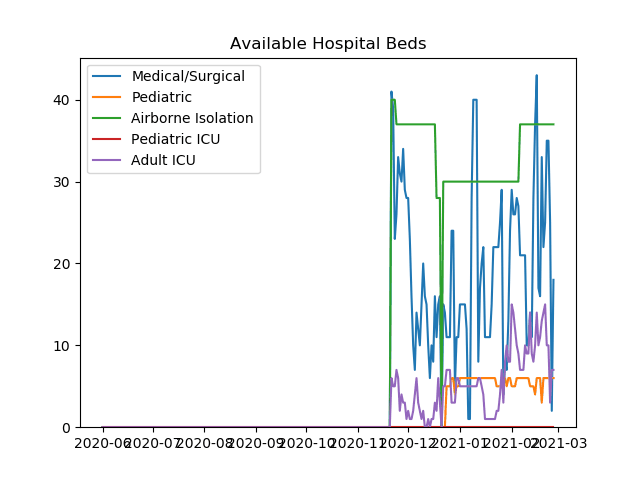 Available Hospital Beds
Medical/Surgical
Pediatric
Airborne Isolation
Pediatric ICU
Adult ICU
40
30
20
10
0
2020-06 2020-07 2020-08 2020-09 2020-10 2020-11 2020-12 2021-01 2021-02 2021-03